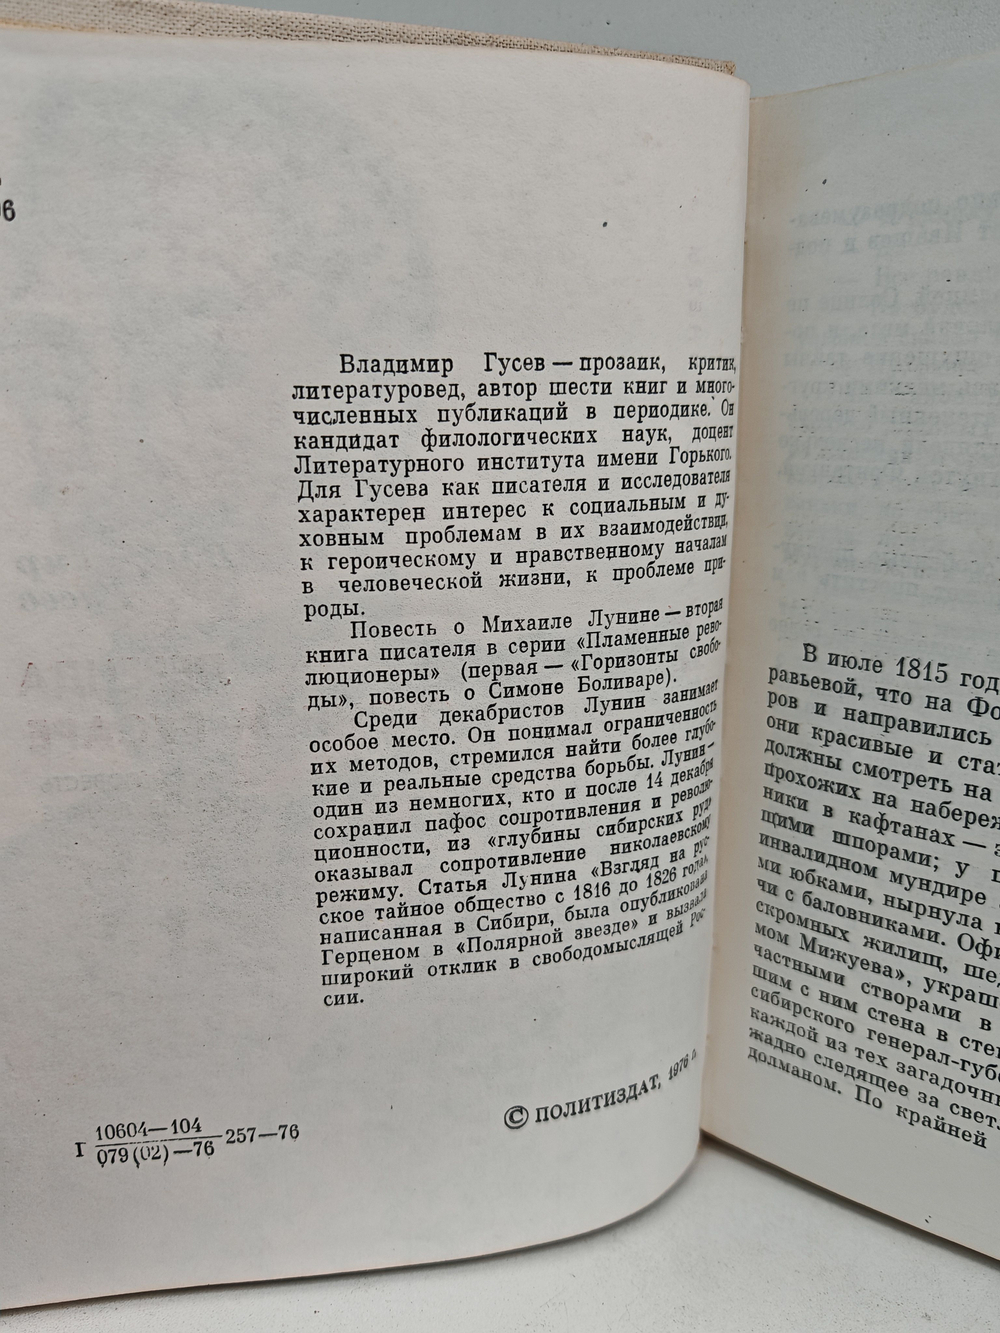 96
Владимир Гусев — прозаик, критик,
литературовед, автор шести книг и много-
численных публикаций в периодике. Он
кандидат филологических наук, доцент
Литературного института имени Горького.
Для Гусева как писателя и исследователя
характерен интерес к социальным и ду-
ховным проблемам в их взаимодействии,
к героическому и нравственному началам
в человеческой жизни, к проблеме при-
роды.
Повесть о Михаиле Лунине — вторая
книга писателя в серии «Пламенные рево-
люционеры» (первая — «Горизонты свобо-
ды», повесть о Симоне Боливаре).
Среди декабристов Лунин занимает
особое место. Он понимал ограниченность
их методов, стремился найти более глубо-
кие и реальные средства борьбы. Лунин —
один из немногих, кто и после 14 декабря
сохранил пафос сопротивления и револю-
ционности, из «глубины сибирских руд»
оказывал сопротивление николаевскому
режиму. Статья Лунина «Взгляд на рус-
ское тайное общество с 1816 до 1826 года»,
написанная в Сибири, была опубликована
Герценом в «Полярной звезде» и вызвала
широкий отклик в свободомыслящей Рос-
сии.
Г 10604—104
079(02)—76 257—76
© ПОЛИТИЗДАТ, 1976 г.
В июле 1815 год
равьевой, что на Фо
ров и направились
они красивые и ста
должны смотреть на
прохожих на набереж
ники в кафтанах — з
щими шпорами; у п
инвалидном мундире
ми юбками, нырнула
чи с баловниками. Офи
скромных жилищ, ше
мом Мижуева», украш
частными створами в
шим с ним стена в сте
сибирского генерал-губе
каждой из тех загадочн
жадно следящее за свет
долманом. По крайней